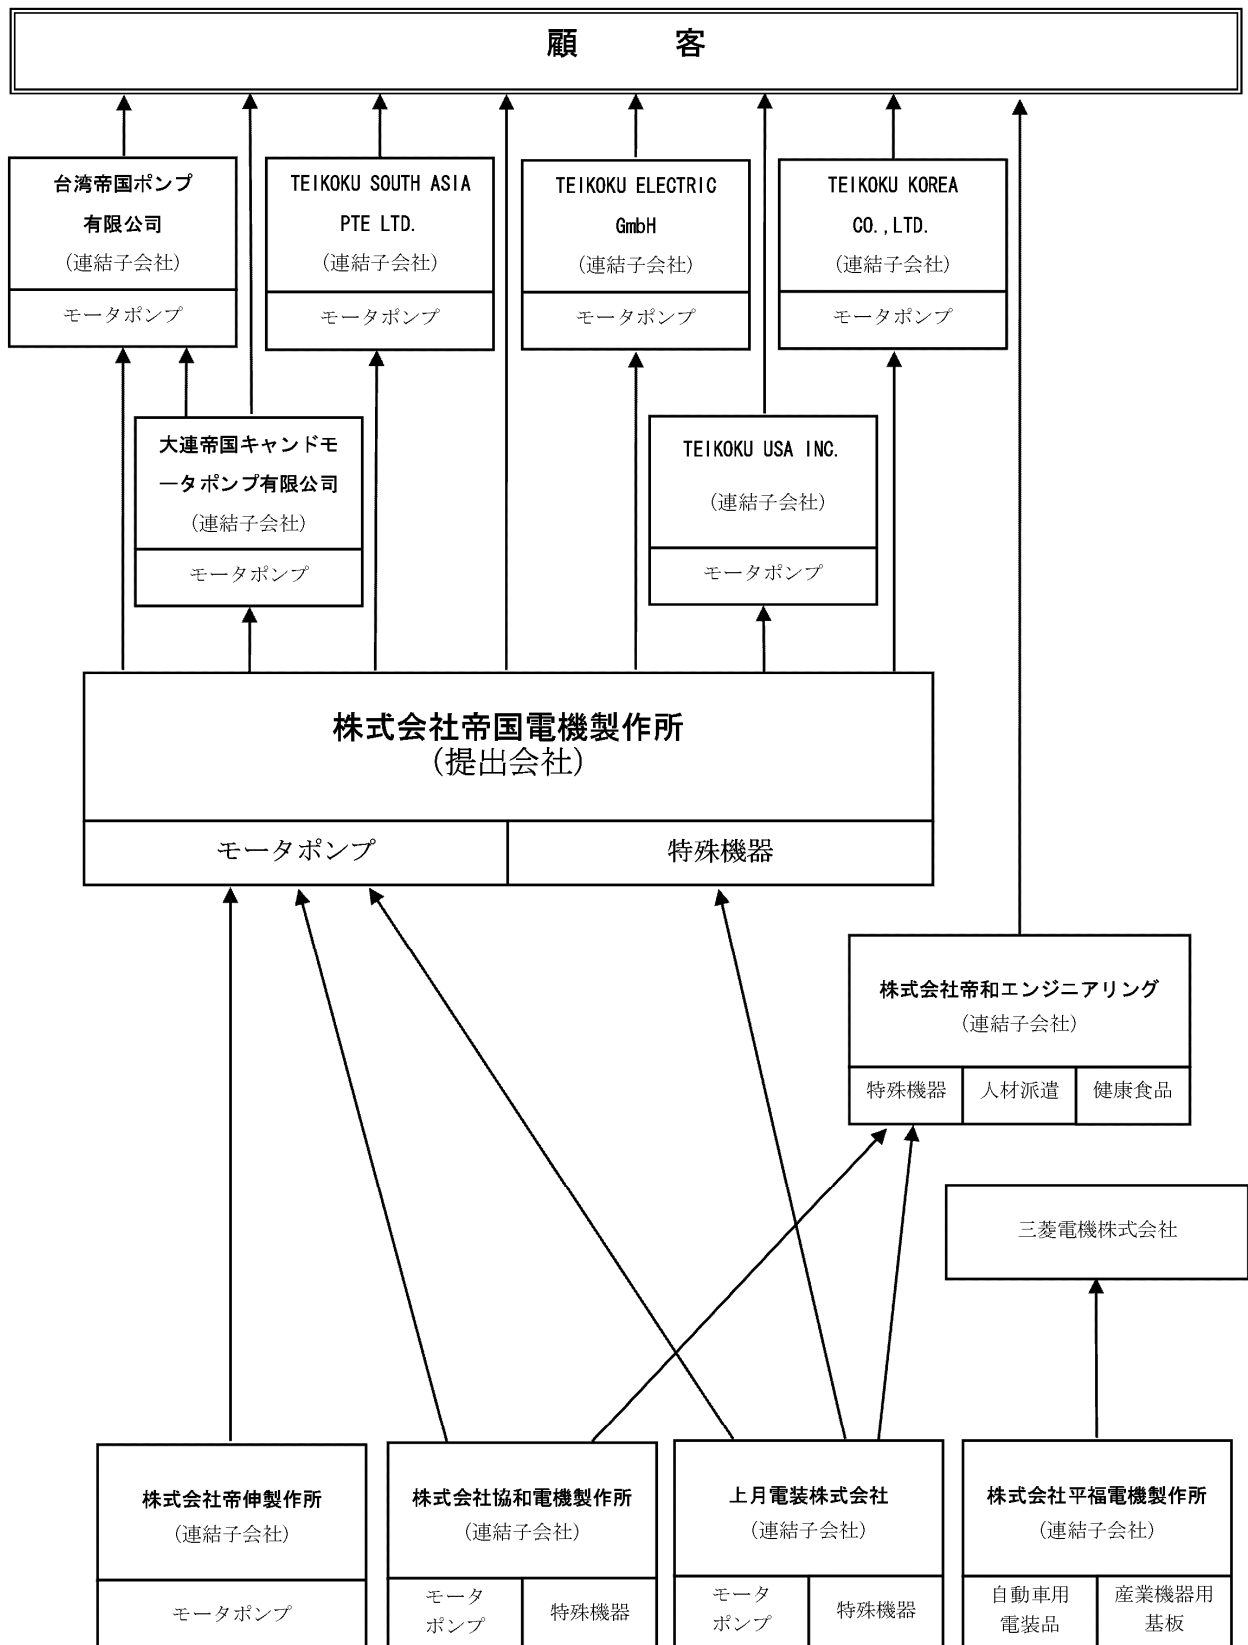 顧　　客
台湾帝国ポンプ
有限公司
(連結子会社)
モータポンプ
TEIKOKU SOUTH ASIA
PTE LTD.
(連結子会社)
モータポンプ
TEIKOKU ELECTRIC
GmbH
(連結子会社)
モータポンプ
TEIKOKU KOREA
CO.,LTD.
(連結子会社)
モータポンプ
大連帝国キャンドモ
ータポンプ有限公司
(連結子会社)
モータポンプ
TEIKOKU USA INC.
(連結子会社)
モータポンプ
株式会社帝国電機製作所
(提出会社)
モータポンプ
特殊機器
株式会社帝和エンジニアリング
(連結子会社)
特殊機器
人材派遣
健康食品
三菱電機株式会社
株式会社帝伸製作所
(連結子会社)
モータポンプ
株式会社協和電機製作所
(連結子会社)
モータ
ポンプ
特殊機器
上月電装株式会社
(連結子会社)
モータ
ポンプ
特殊機器
株式会社平福電機製作所
(連結子会社)
自動車用
電装品
産業機器用
基板